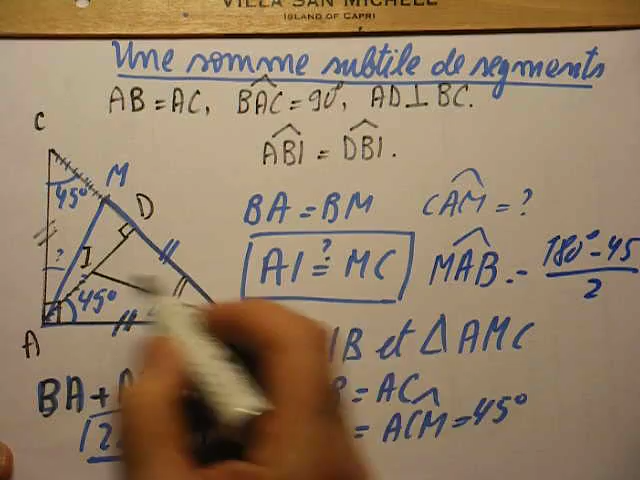 VILLA SAN MICHELE
ISLAND OF CAPRI
Une somme subtile de segments
AB = AC, BAC = 90°, AD ⊥ BC.
ABI = DBI.
C
M
45°
D
BA = BM
CAM = ?
?
I
AI ?= MC
MAB = 180° - 45 / 2
45°
A
IB et △AMC
BA +
= AC
= ACM = 45°